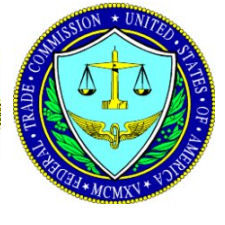 FEDERAL TRADE COMMISSION ★ UNITED STATES OF AMERICA
★ MCMXV ★